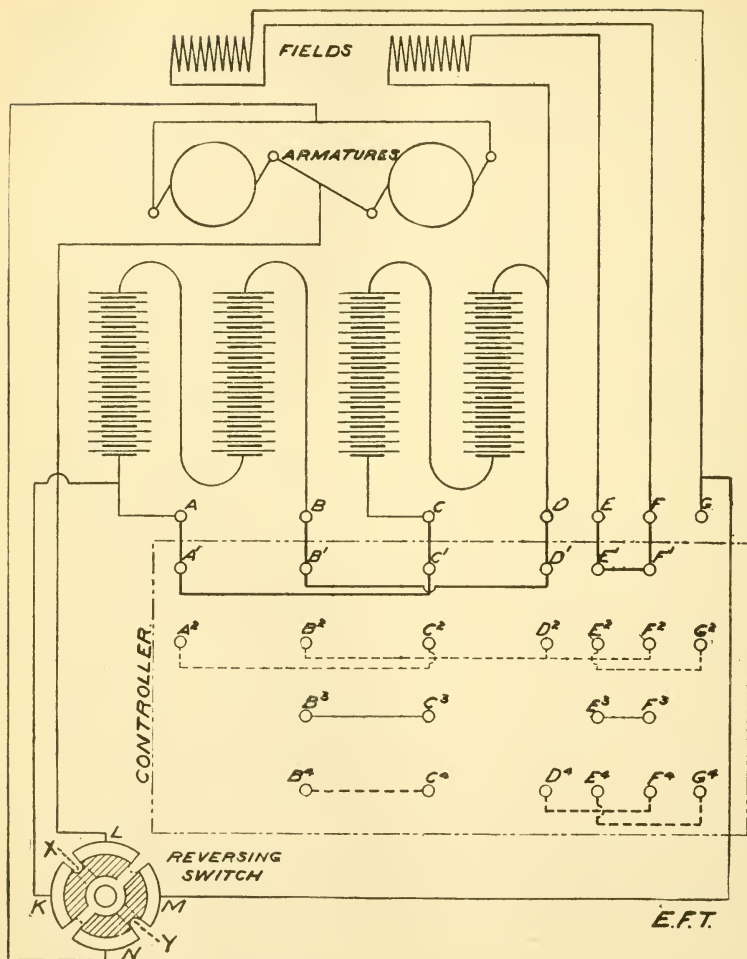 FIELDS
ARMATURES
A B C D E F G
A' B' C' D' E' F'
A² B² C² D² E² F² G²
B³ C³ E³ F³
B⁴ C⁴ D⁴ E⁴ F⁴ G⁴
CONTROLLER
L
X
REVERSING
SWITCH
K M
N Y
E.F.T.